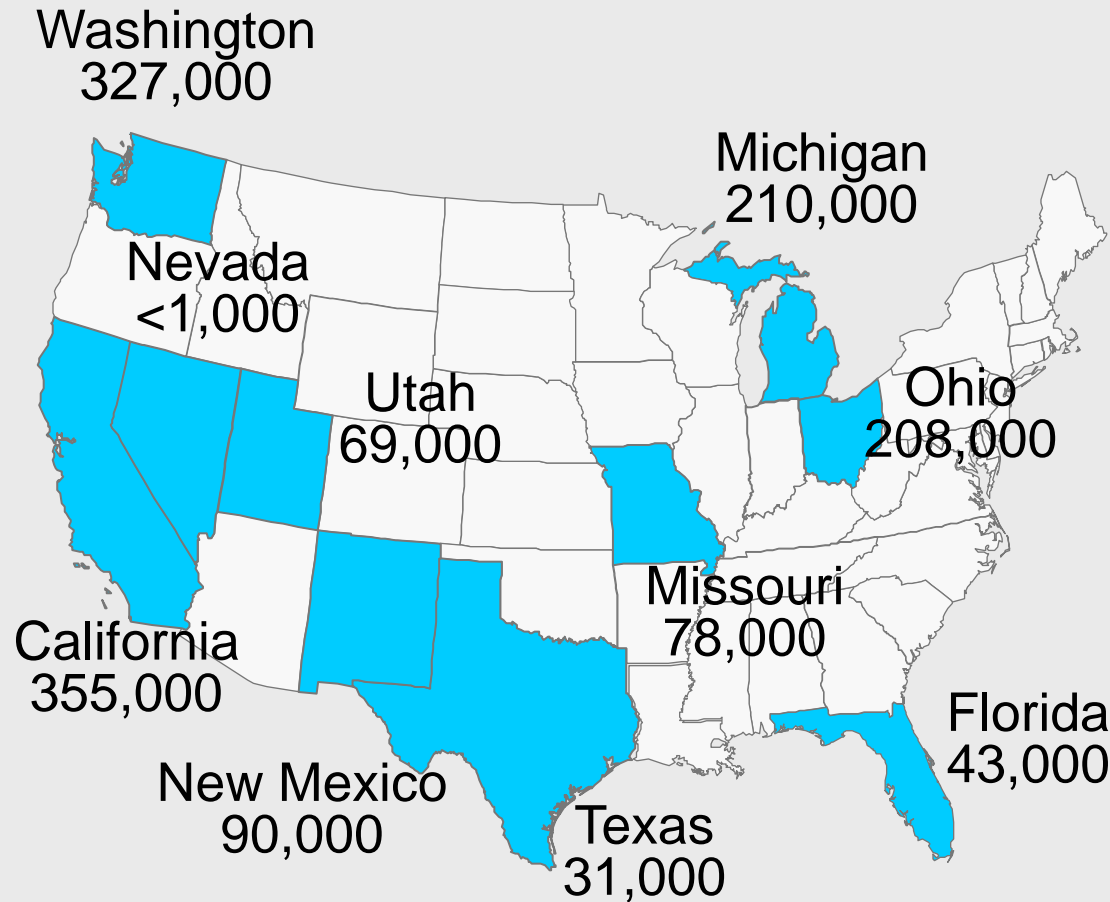 Washington
327,000
Michigan
210,000
Nevada
<1,000
Utah
69,000
Ohio
208,000
Missouri
78,000
California
355,000
Florida
43,000
New Mexico
90,000
Texas
31,000